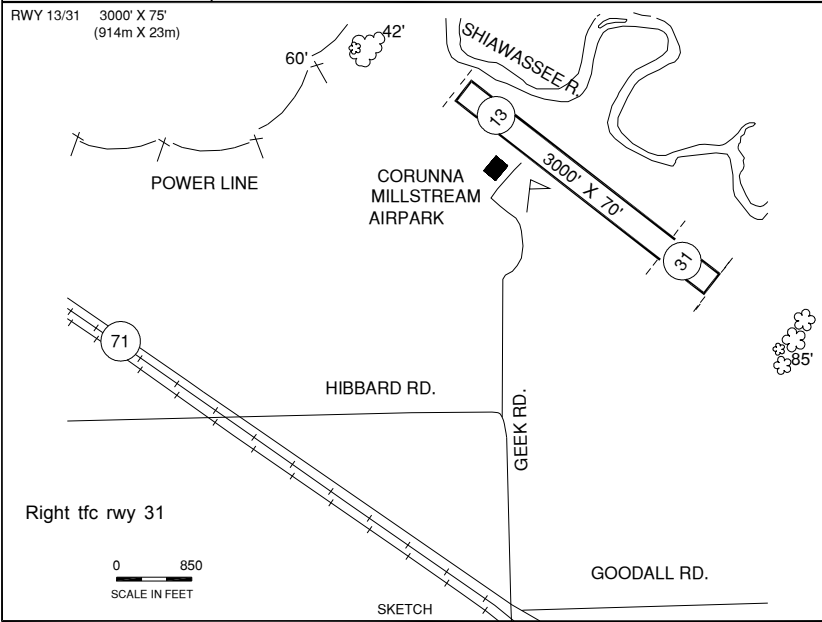 RWY 13/31 3000' X 75'
(914m X 23m)
42'
60'
SHIAWASSEE R.
13
3000' X 70'
31
POWER LINE
CORUNNA
MILLSTREAM
AIRPARK
71
85'
HIBBARD RD.
GEEK RD.
Right tfc rwy 31
0 850
SCALE IN FEET
GOODALL RD.
SKETCH